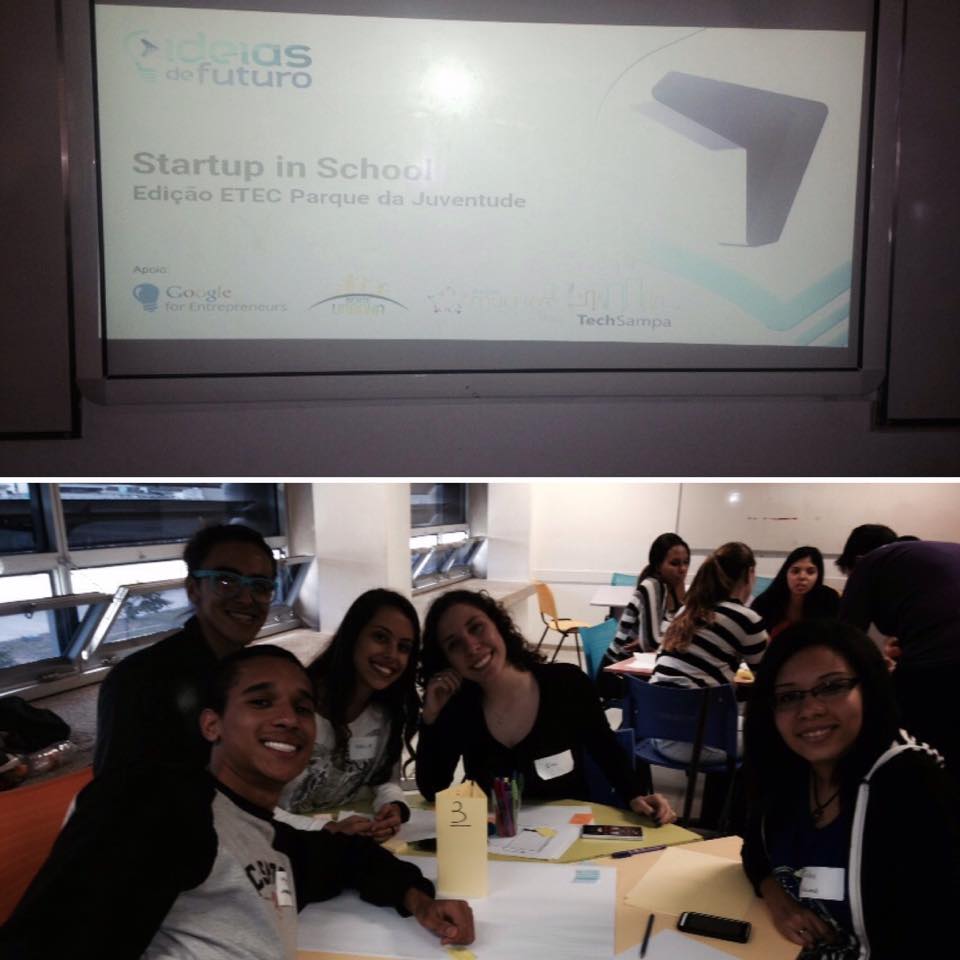 ideias
de futuro
Startup in School
Edição ETEC Parque da Juventude
Apoio:
Google
for Entrepreneurs
TechSampa
3